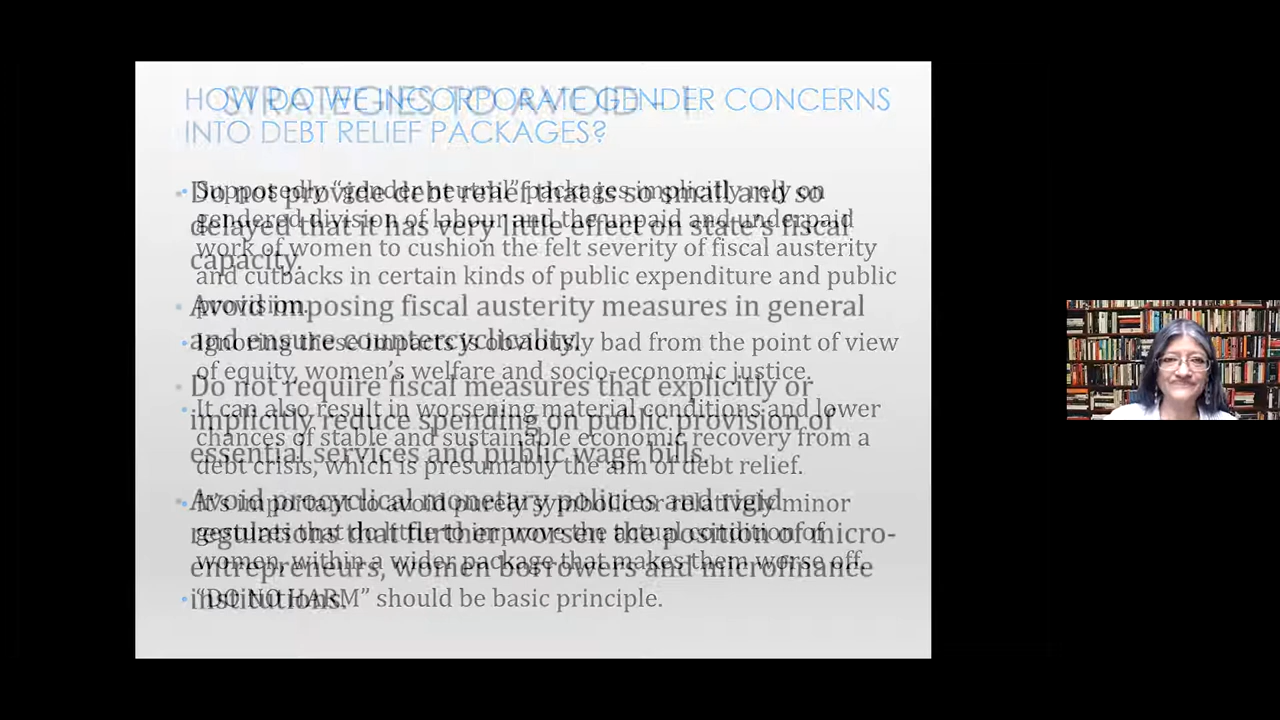 HOW DO WE INCORPORATE GENDER CONCERNS
INTO DEBT RELIEF PACKAGES?
Supposedly “gender neutral” packages implicitly rely on
gendered division of labour and the unpaid and underpaid
work of women to cushion the felt severity of fiscal austerity
and cutbacks in certain kinds of public expenditure and public
provision.
Ignoring these impacts is obviously bad from the point of view
of equity, women’s welfare and socio-economic justice.
It can also result in worsening material conditions and lower
chances of stable and sustainable economic recovery from a
debt crisis, which is presumably the aim of debt relief.
It’s important to avoid purely symbolic or relatively minor
gestures that do little to improve the actual condition of
women, within a wider package that makes them worse off.
“DO NO HARM” should be basic principle.
STRATEGIES TO AVOID – I
Do not provide debt relief that is so small and so
delayed that it has very little effect on state’s fiscal
capacity.
Avoid imposing fiscal austerity measures in general
and ensure countercyclicality.
Do not require fiscal measures that explicitly or
implicitly reduce spending on public provision of
essential services and public wage bills.
Avoid procyclical monetary policies and rigid
regulations that further worsen the position of micro-
entrepreneurs, women borrowers and microfinance
institutions.